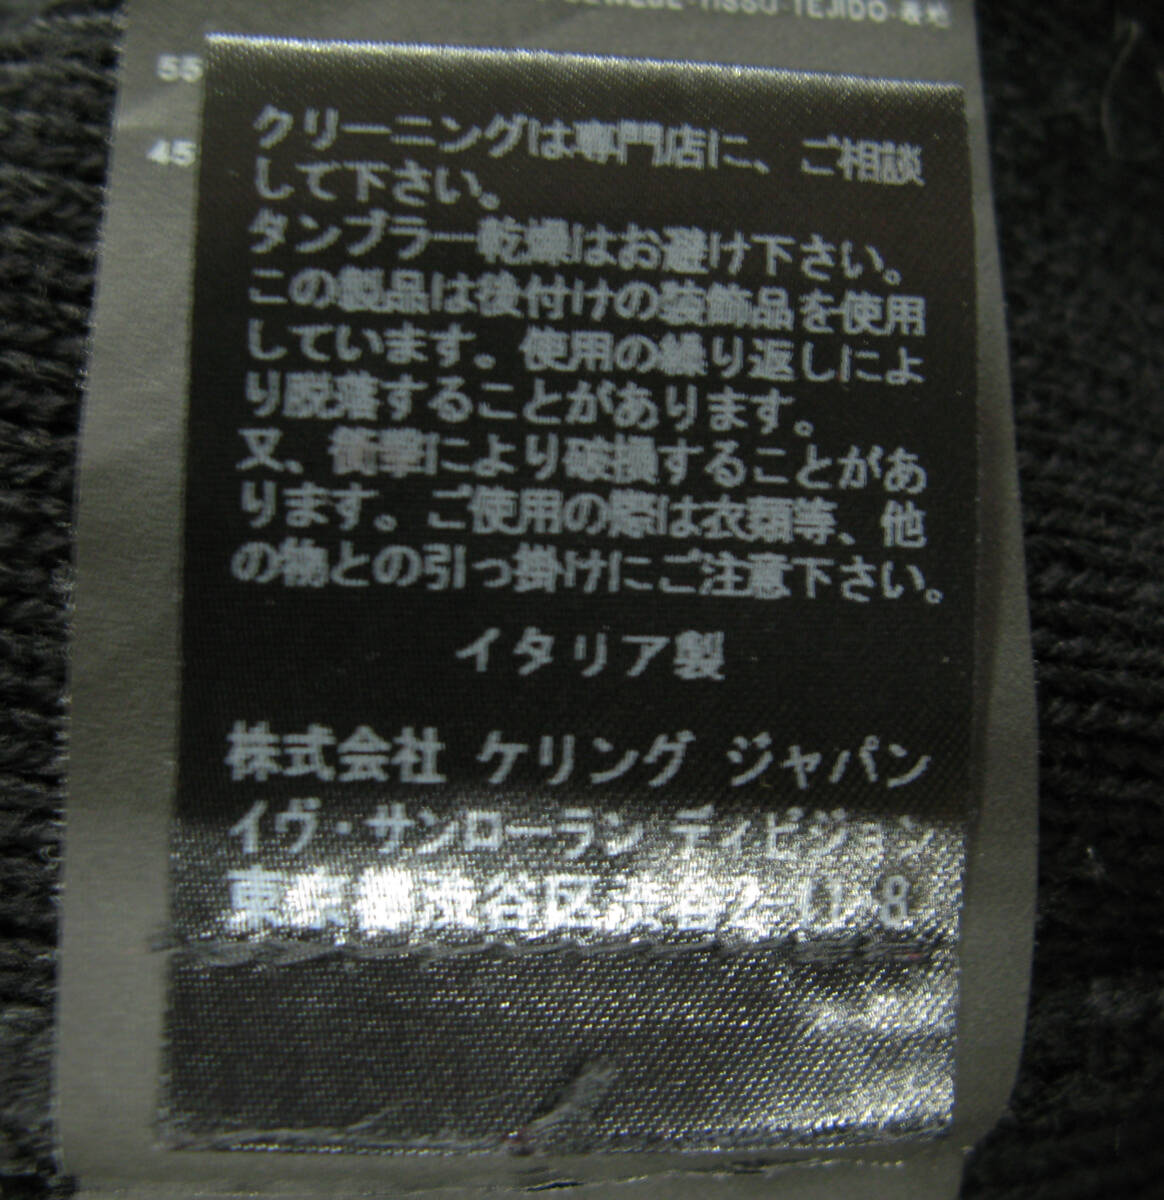 TEJIDO·表地
55
45
クリーニングは専門店に、ご相談
して下さい。
タンブラー乾燥はお避け下さい。
この製品は後付けの装飾品を使用
しています。使用の繰り返しによ
り脱落することがあります。
又、衝撃により破損することがあ
ります。ご使用の際は衣類等、他
の物との引っ掛けにご注意下さい。
イタリア製
株式会社 ケリング ジャパン
イヴ・サンローラン ディビジョン
東京都渋谷区渋谷2-11-8